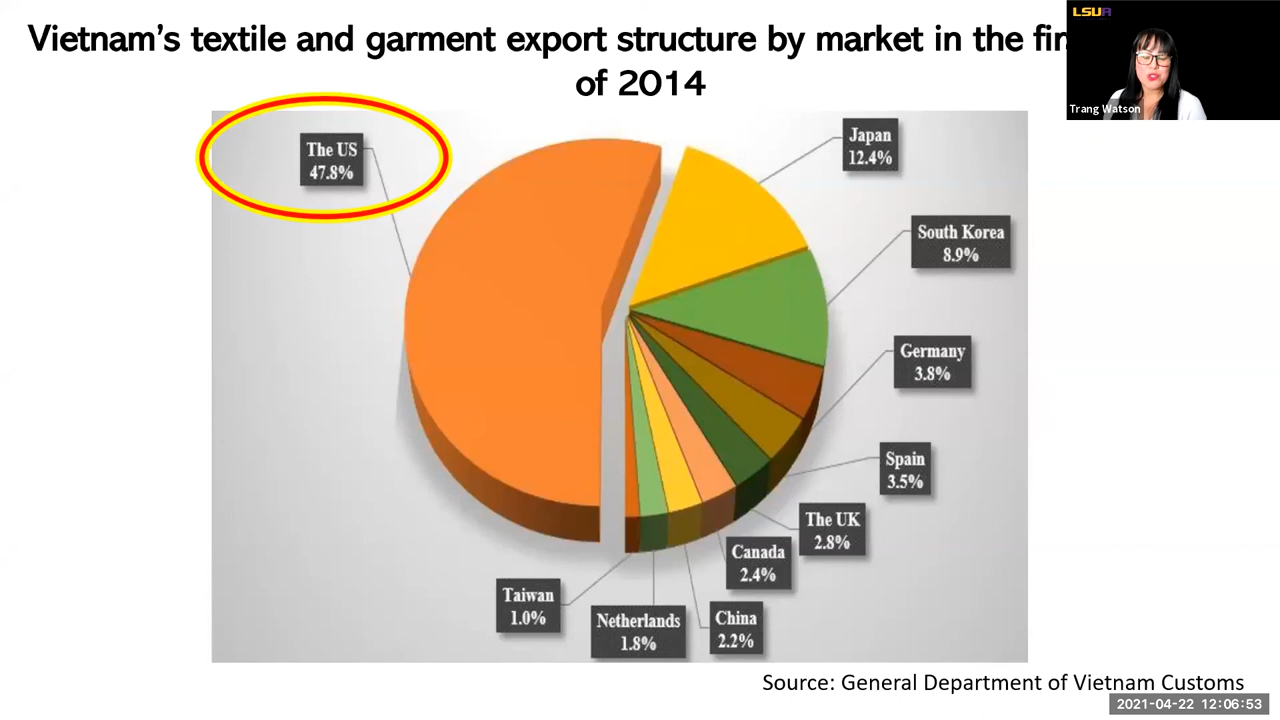 Vietnam's textile and garment export structure by market in the
of 2014
LSUA
Trang Watson
The US
47.8%
Japan
12.4%
South Korea
8.9%
Germany
3.8%
Spain
3.5%
The UK
2.8%
Canada
2.4%
China
2.2%
Netherlands
1.8%
Taiwan
1.0%
Source: General Department of Vietnam Customs
2021-04-22 12:06:53